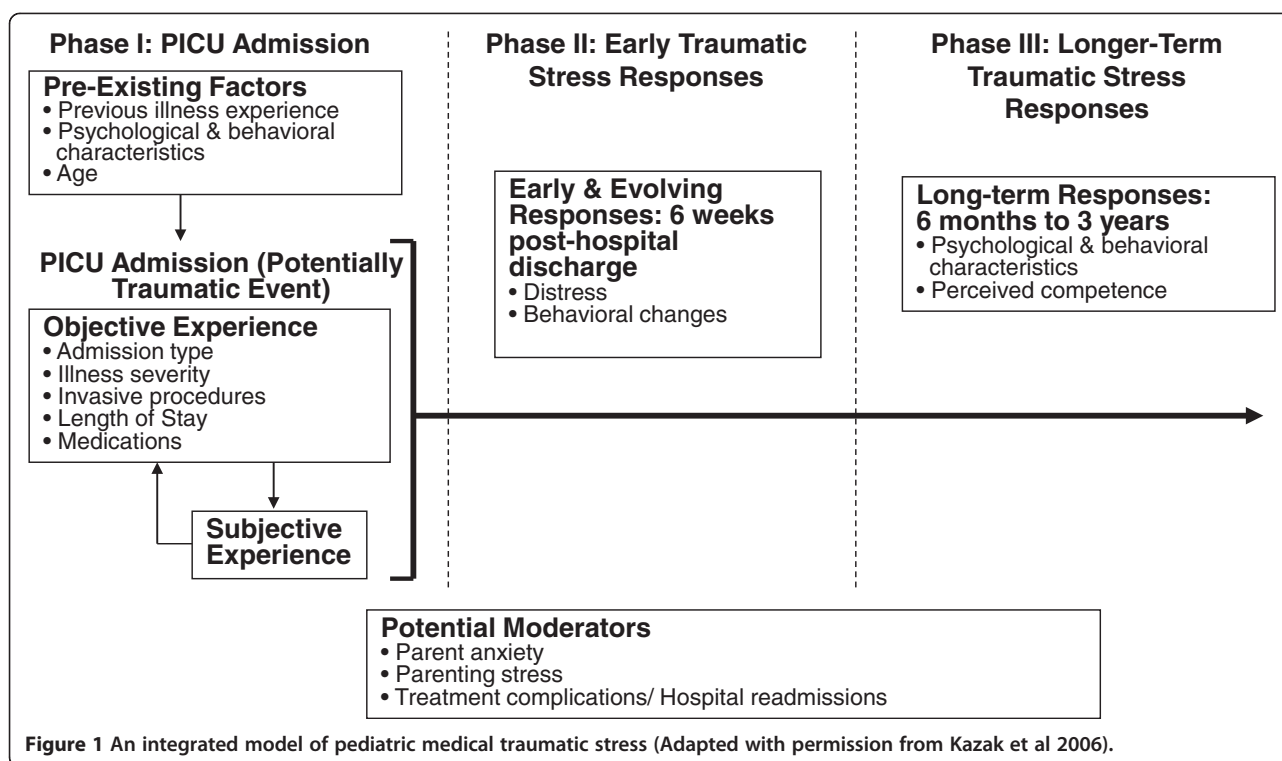 Phase I: PICU Admission
Pre-Existing Factors
• Previous illness experience
• Psychological & behavioral
characteristics
• Age
PICU Admission (Potentially
Traumatic Event)
Objective Experience
• Admission type
• Illness severity
• Invasive procedures
• Length of Stay
• Medications
Subjective
Experience
Phase II: Early Traumatic
Stress Responses
Early & Evolving
Responses: 6 weeks
post-hospital
discharge
• Distress
• Behavioral changes
Phase III: Longer-Term
Traumatic Stress
Responses
Long-term Responses:
6 months to 3 years
• Psychological & behavioral
characteristics
• Perceived competence
Potential Moderators
• Parent anxiety
• Parenting stress
• Treatment complications/ Hospital readmissions
Figure 1 An integrated model of pediatric medical traumatic stress (Adapted with permission from Kazak et al 2006).